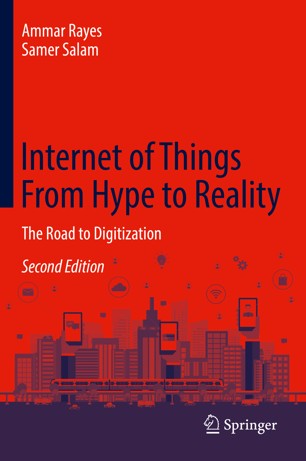 Ammar Rayes
Samer Salam
Internet of Things
From Hype to Reality
The Road to Digitization
Second Edition
Springer